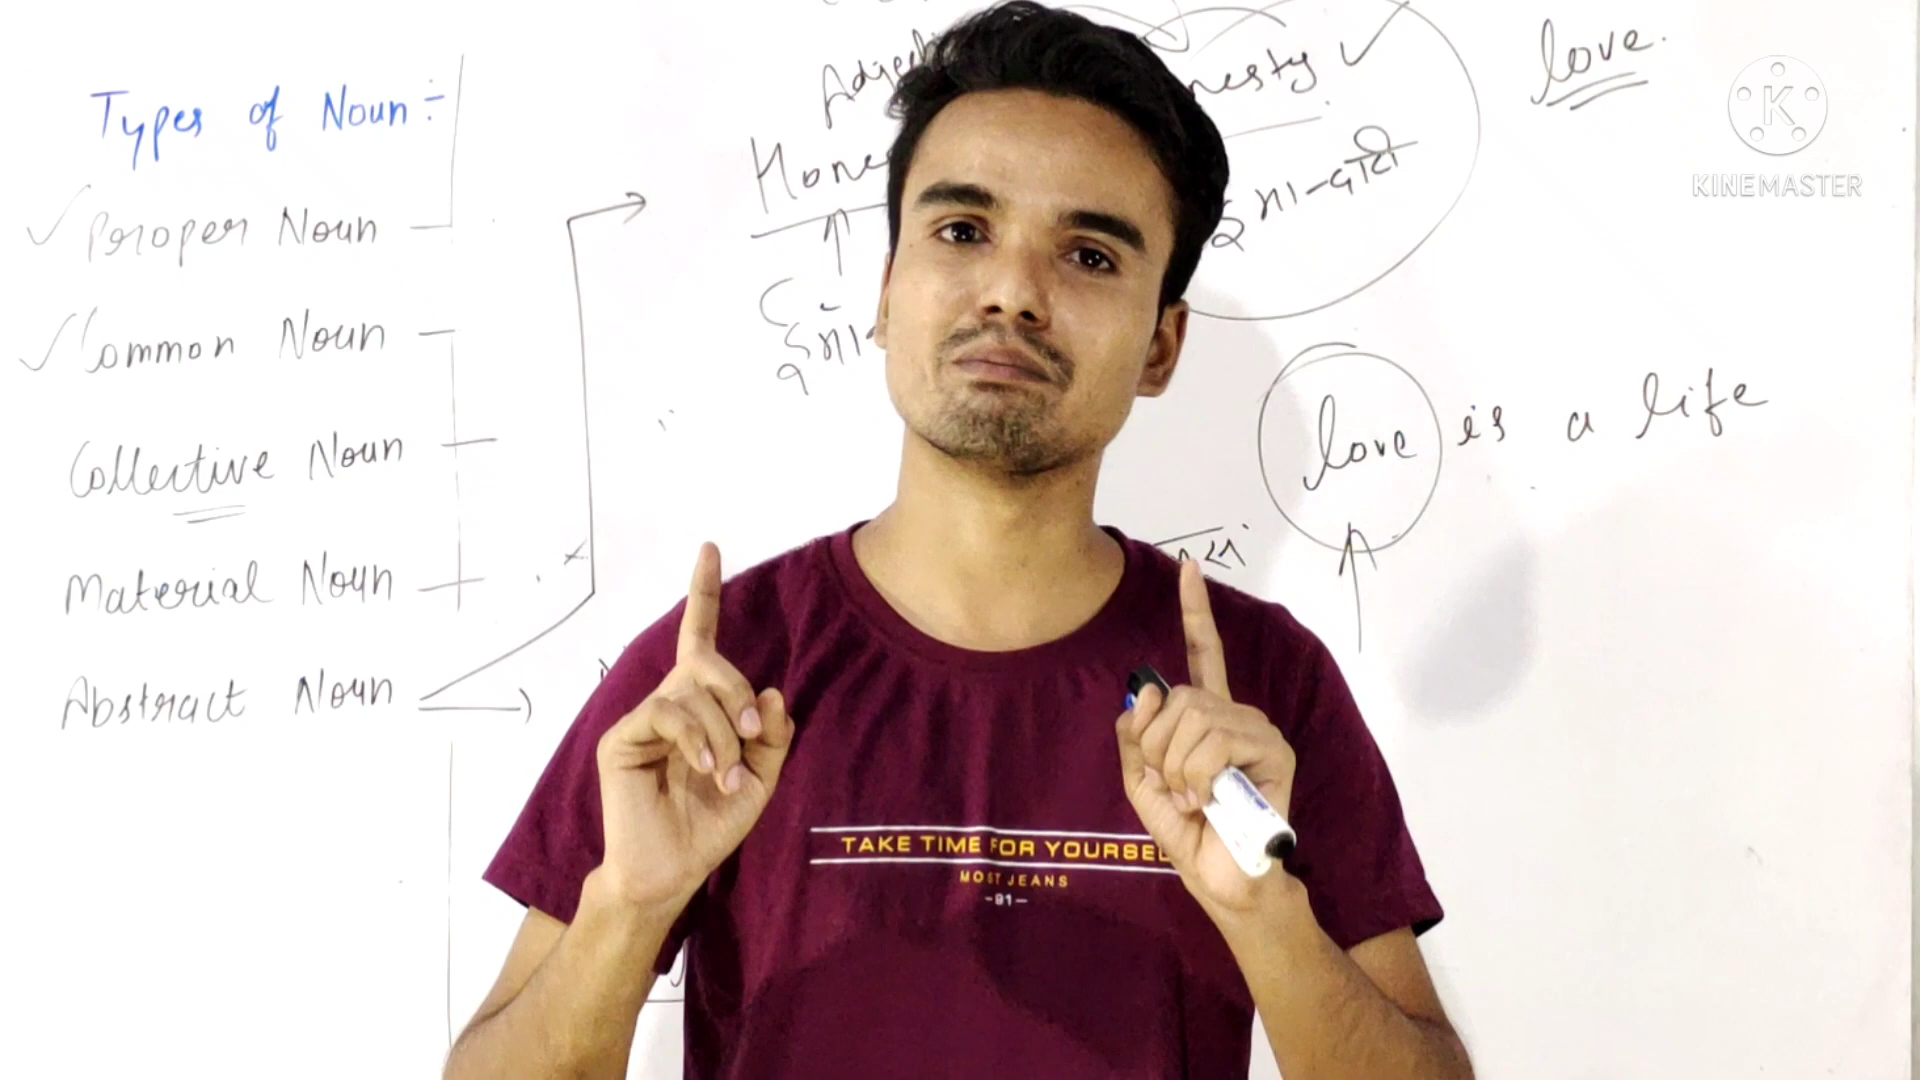 Types of Noun :-
Proper Noun
Common Noun
Collective Noun
Material Noun
Abstract Noun
love.
love is a life
KINEMASTER
TAKE TIME FOR YOURSEL
MOST JEANS
-91-